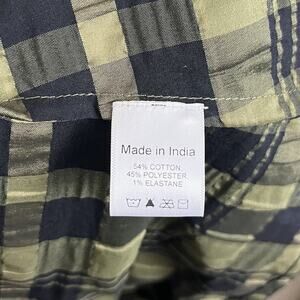 Made in India
54% COTTON,
45% POLYESTER
1% ELASTANE